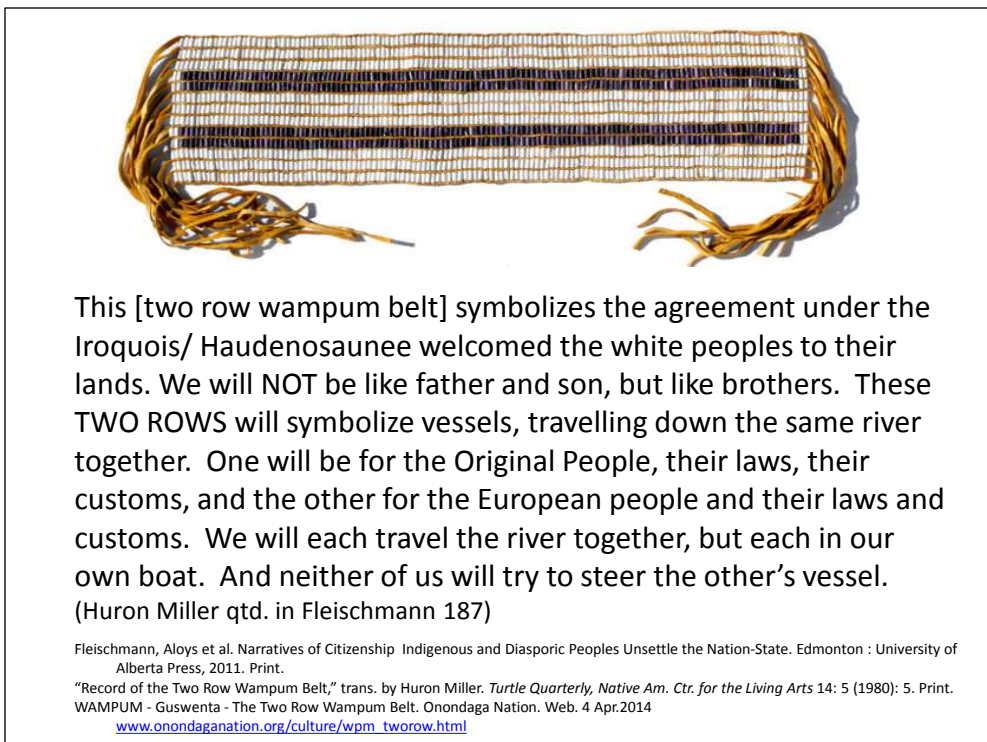 This [two row wampum belt] symbolizes the agreement under the
Iroquois/ Haudenosaunee welcomed the white peoples to their
lands. We will NOT be like father and son, but like brothers.  These
TWO ROWS will symbolize vessels, travelling down the same river
together.  One will be for the Original People, their laws, their
customs, and the other for the European people and their laws and
customs.  We will each travel the river together, but each in our
own boat.  And neither of us will try to steer the other’s vessel.
(Huron Miller qtd. in Fleischmann 187)
Fleischmann, Aloys et al. Narratives of Citizenship  Indigenous and Diasporic Peoples Unsettle the Nation-State. Edmonton : University of
Alberta Press, 2011. Print.
“Record of the Two Row Wampum Belt,” trans. by Huron Miller. Turtle Quarterly, Native Am. Ctr. for the Living Arts 14: 5 (1980): 5. Print.
WAMPUM - Guswenta - The Two Row Wampum Belt. Onondaga Nation. Web. 4 Apr.2014
www.onondaganation.org/culture/wpm_tworow.html